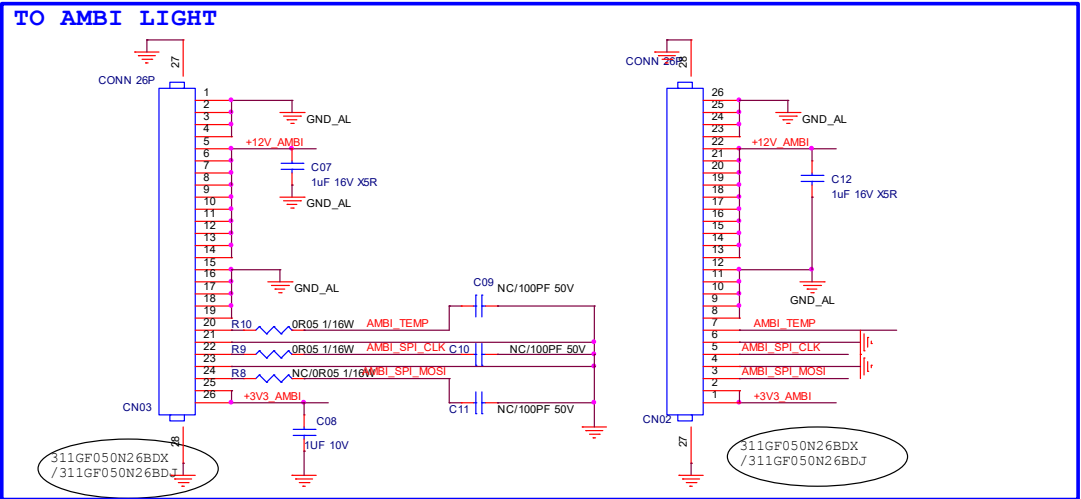 TO AMBI LIGHT
27
CONN 26P
1
2
3
4
5
6
7
8
9
10
11
12
13
14
15
16
17
18
19
20
21
22
23
24
25
26
GND_AL
+12V_AMBI
C07
1uF 16V X5R
GND_AL
GND_AL
R10
0R05 1/16W
AMBI_TEMP
C09
NC/100PF 50V
R9
0R05 1/16W
AMBI_SPI_CLK
C10
NC/100PF 50V
R8
NC/0R05 1/16W
AMBI_SPI_MOSI
C11
NC/100PF 50V
+3V3_AMBI
C08
1UF 10V
CN03
28
311GF050N26BDX
/311GF050N26BDJ
28
CONN 26P
26
25
24
23
22
21
20
19
18
17
16
15
14
13
12
11
10
9
8
7
6
5
4
3
2
1
GND_AL
+12V_AMBI
C12
1uF 16V X5R
GND_AL
AMBI_TEMP
AMBI_SPI_CLK
AMBI_SPI_MOSI
+3V3_AMBI
CN02
27
311GF050N26BDX
/311GF050N26BDJ